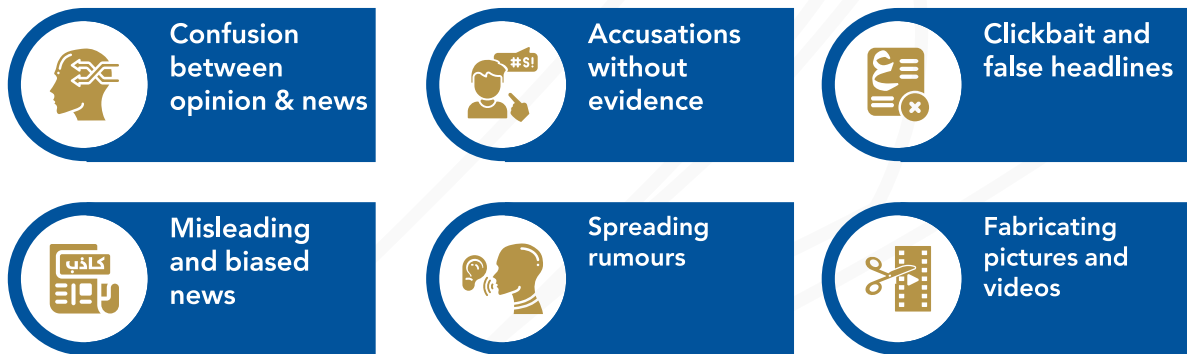 Confusion
between
opinion & news
#$!
Accusations
without
evidence
ع
Clickbait and
false headlines
كاذب
Misleading
and biased
news
Spreading
rumours
Fabricating
pictures and
videos